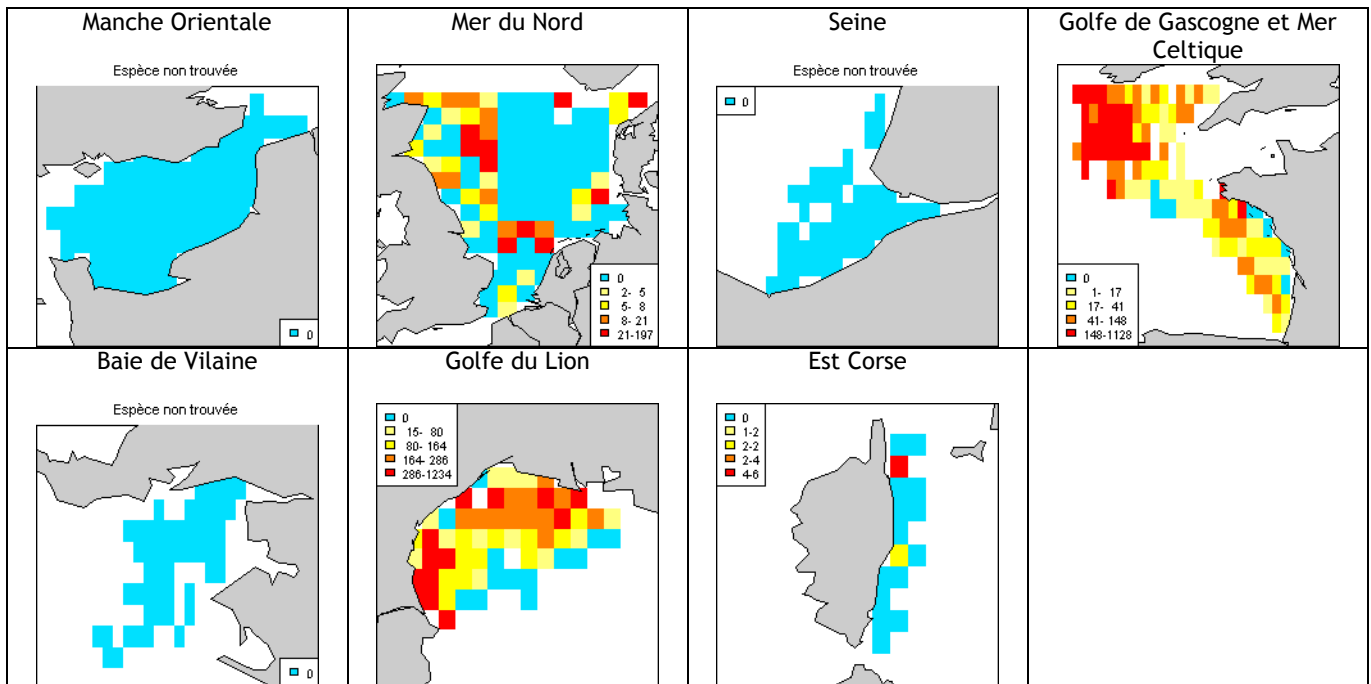 Manche Orientale
Espèce non trouvée
0
Mer du Nord
0
2- 5
5- 8
8- 21
21-197
Seine
Espèce non trouvée
0
Golfe de Gascogne et Mer
Celtique
0
1- 17
17- 41
41- 148
148-1128
Baie de Vilaine
Espèce non trouvée
0
Golfe du Lion
0
15- 80
80- 164
164- 286
286-1234
Est Corse
0
1-2
2-2
2-4
4-6